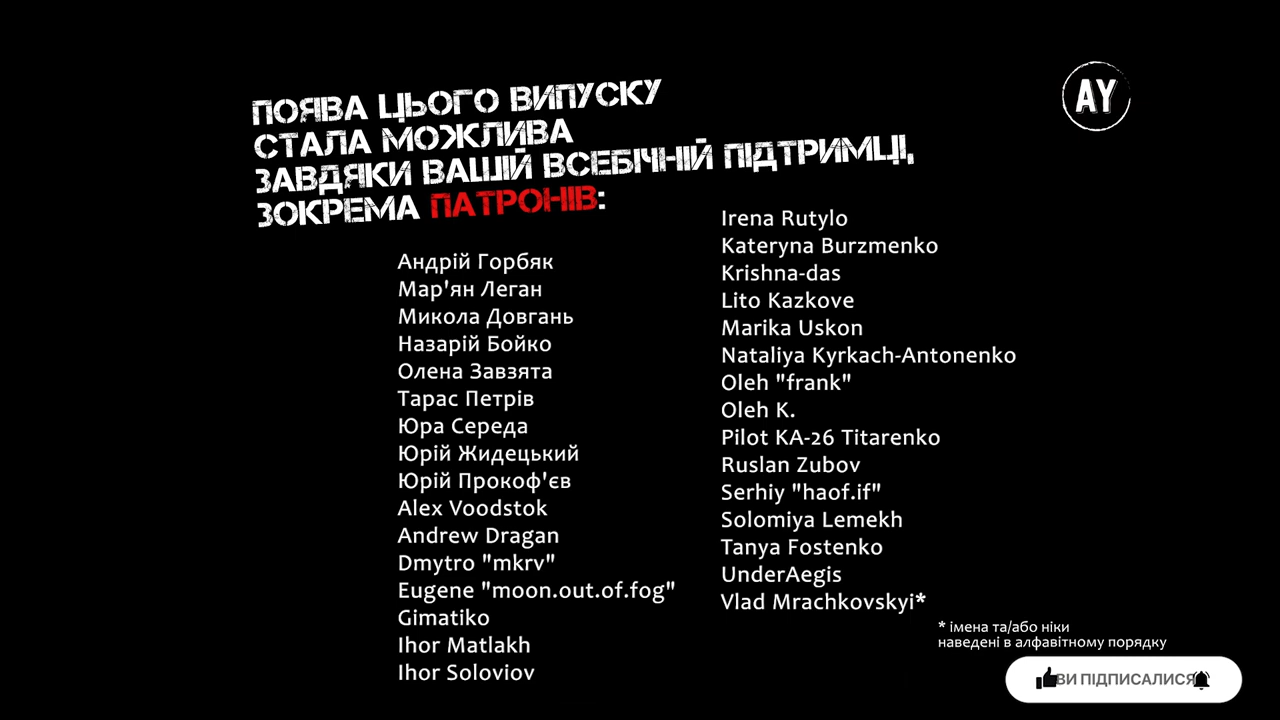 ПОЯВА ЦЬОГО ВИПУСКУ
СТАЛА МОЖЛИВА
ЗАВДЯКИ ВАШІЙ ВСЕБІЧНІЙ ПІДТРИМЦІ,
ЗОКРЕМА ПАТРОНІВ:
AY
Андрій Горбяк
Мар'ян Леган
Микола Довгань
Назарій Бойко
Олена Завзята
Тарас Петрів
Юра Середа
Юрій Жидецький
Юрій Прокоф'єв
Alex Voodstok
Andrew Dragan
Dmytro "mkrv"
Eugene "moon.out.of.fog"
Gimatiko
Ihor Matlakh
Ihor Soloviov
Irena Rutylo
Kateryna Burzmenko
Krishna-das
Lito Kazkove
Marika Uskon
Nataliya Kyrkach-Antonenko
Oleh "frank"
Oleh K.
Pilot KA-26 Titarenko
Ruslan Zubov
Serhiy "haof.if"
Solomiya Lemekh
Tanya Fostenko
UnderAegis
Vlad Mrachkovskyi*
* імена та/або ніки
наведені в алфавітному порядку
ВИ ПІДПИСАЛИСЯ